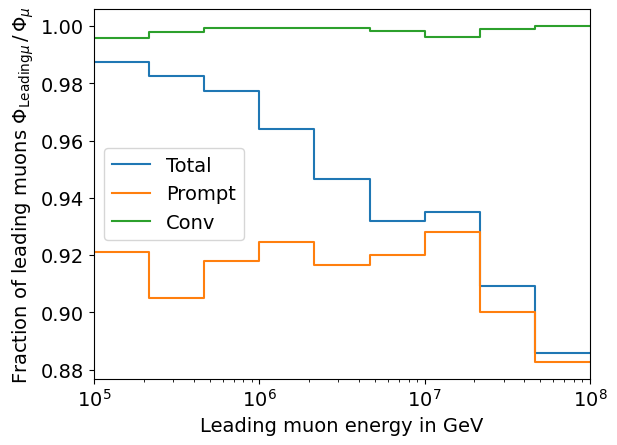 Fraction of leading muons Φ_Leadingμ / Φ_μ
1.00
0.98
0.96
0.94
0.92
0.90
0.88
Total
Prompt
Conv
10^5
10^6
10^7
10^8
Leading muon energy in GeV